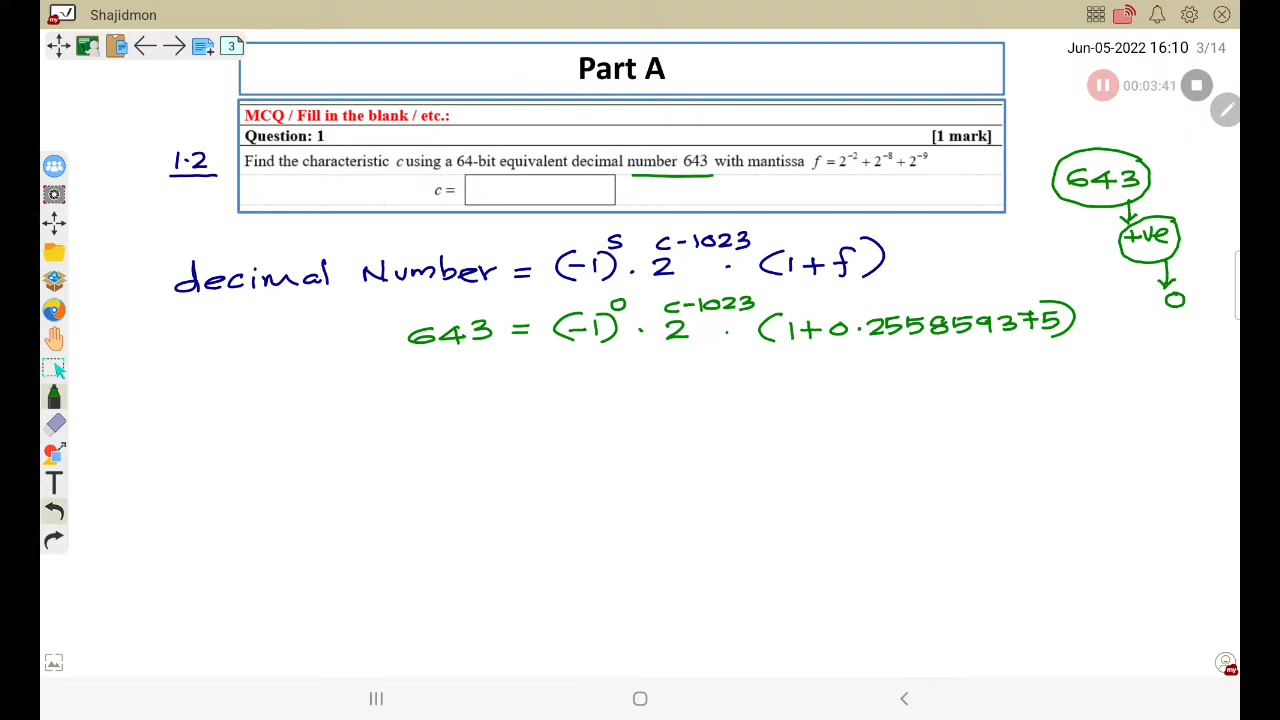 Shajidmon
Jun-05-2022 16:10 3/14
3
00:03:41
Part A
MCQ / Fill in the blank / etc.:
Question: 1 [1 mark]
1.2
Find the characteristic c using a 64-bit equivalent decimal number 643 with mantissa f = 2⁻² + 2⁻⁸ + 2⁻⁹
c =
643
+ve
0
decimal Number = (-1)^S · 2^(c-1023) · (1+f)
643 = (-1)^0 · 2^(c-1023) · (1+0.255859375)
T